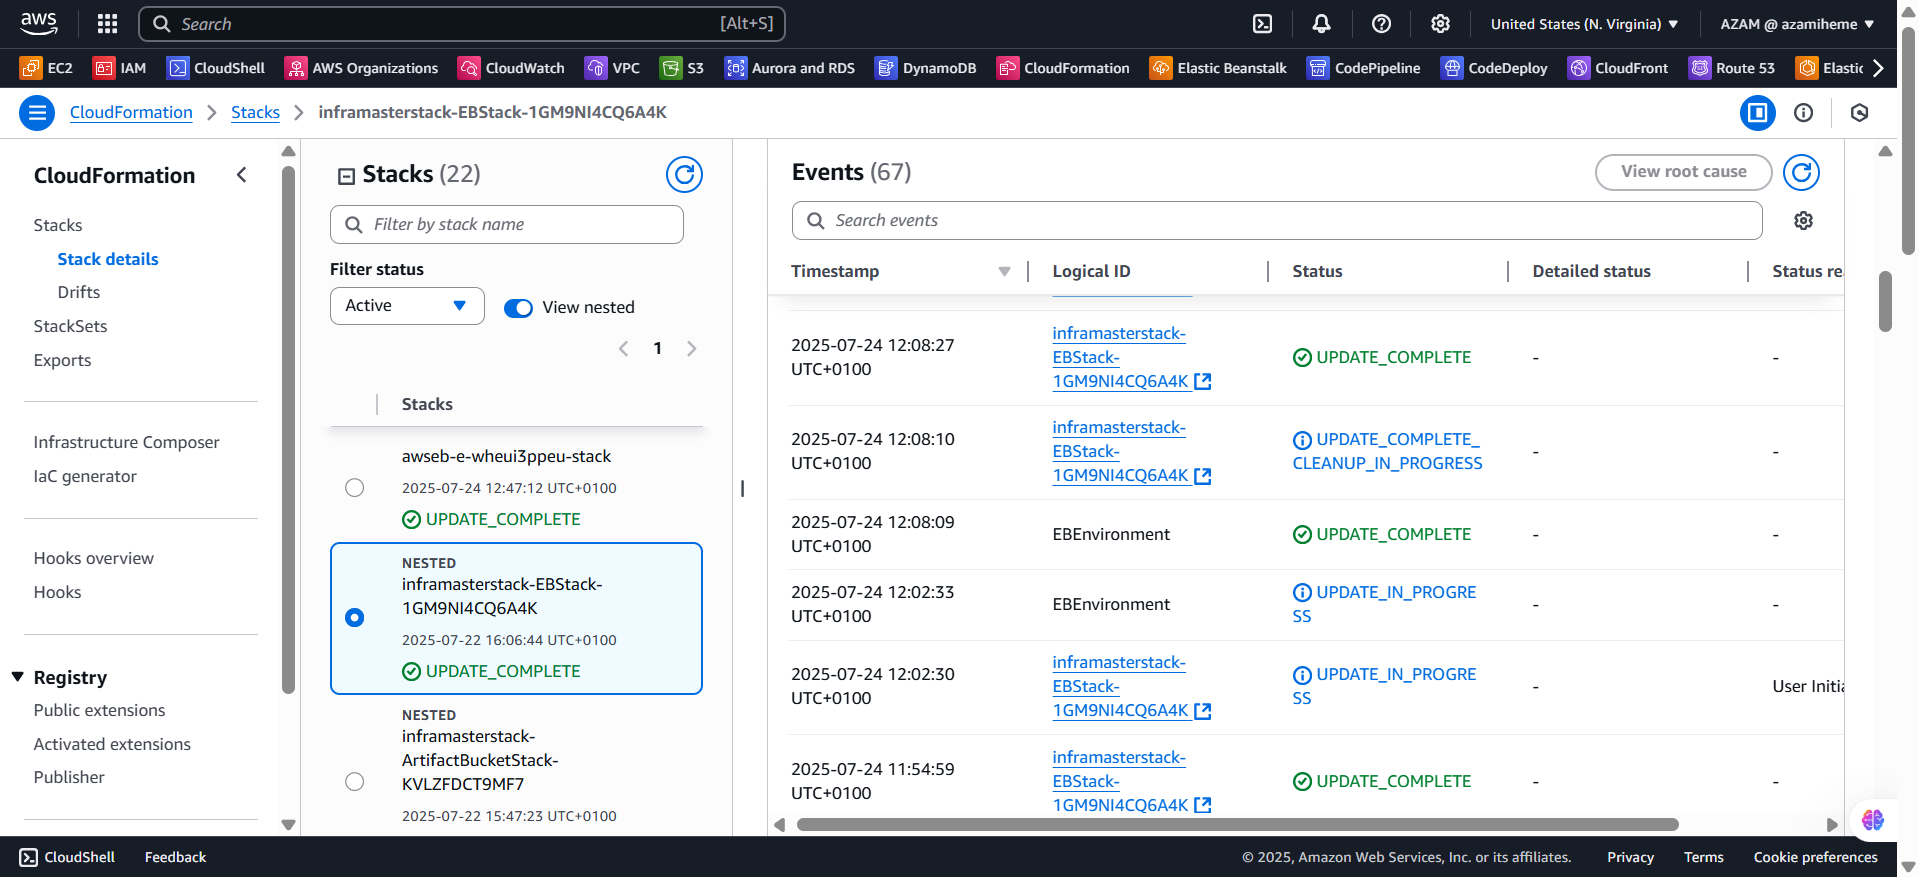 aws
Search
[Alt+S]
United States (N. Virginia)
AZAM @ azamiheme
EC2
IAM
CloudShell
AWS Organizations
CloudWatch
VPC
S3
Aurora and RDS
DynamoDB
CloudFormation
Elastic Beanstalk
CodePipeline
CodeDeploy
CloudFront
Route 53
Elastic
CloudFormation
Stacks
inframasterstack-EBStack-1GM9NI4CQ6A4K
CloudFormation
Stacks
Stack details
Drifts
StackSets
Exports
Infrastructure Composer
IaC generator
Hooks overview
Hooks
Registry
Public extensions
Activated extensions
Publisher
Stacks (22)
Filter by stack name
Filter status
Active
View nested
1
Stacks
awseb-e-wheui3ppeu-stack
2025-07-24 12:47:12 UTC+0100
UPDATE_COMPLETE
NESTED
inframasterstack-EBStack-
1GM9NI4CQ6A4K
2025-07-22 16:06:44 UTC+0100
UPDATE_COMPLETE
NESTED
inframasterstack-
ArtifactBucketStack-
KVLZFDCT9MF7
2025-07-22 15:47:23 UTC+0100
Events (67)
View root cause
Search events
Timestamp
Logical ID
Status
Detailed status
Status re
2025-07-24 12:08:27
UTC+0100
inframasterstack-
EBStack-
1GM9NI4CQ6A4K
UPDATE_COMPLETE
-
-
2025-07-24 12:08:10
UTC+0100
inframasterstack-
EBStack-
1GM9NI4CQ6A4K
UPDATE_COMPLETE_
CLEANUP_IN_PROGRESS
-
-
2025-07-24 12:08:09
UTC+0100
EBEnvironment
UPDATE_COMPLETE
-
-
2025-07-24 12:02:33
UTC+0100
EBEnvironment
UPDATE_IN_PROGRE
SS
-
-
2025-07-24 12:02:30
UTC+0100
inframasterstack-
EBStack-
1GM9NI4CQ6A4K
UPDATE_IN_PROGRE
SS
-
User Initia
2025-07-24 11:54:59
UTC+0100
inframasterstack-
EBStack-
1GM9NI4CQ6A4K
UPDATE_COMPLETE
-
-
CloudShell
Feedback
© 2025, Amazon Web Services, Inc. or its affiliates.
Privacy
Terms
Cookie preferences